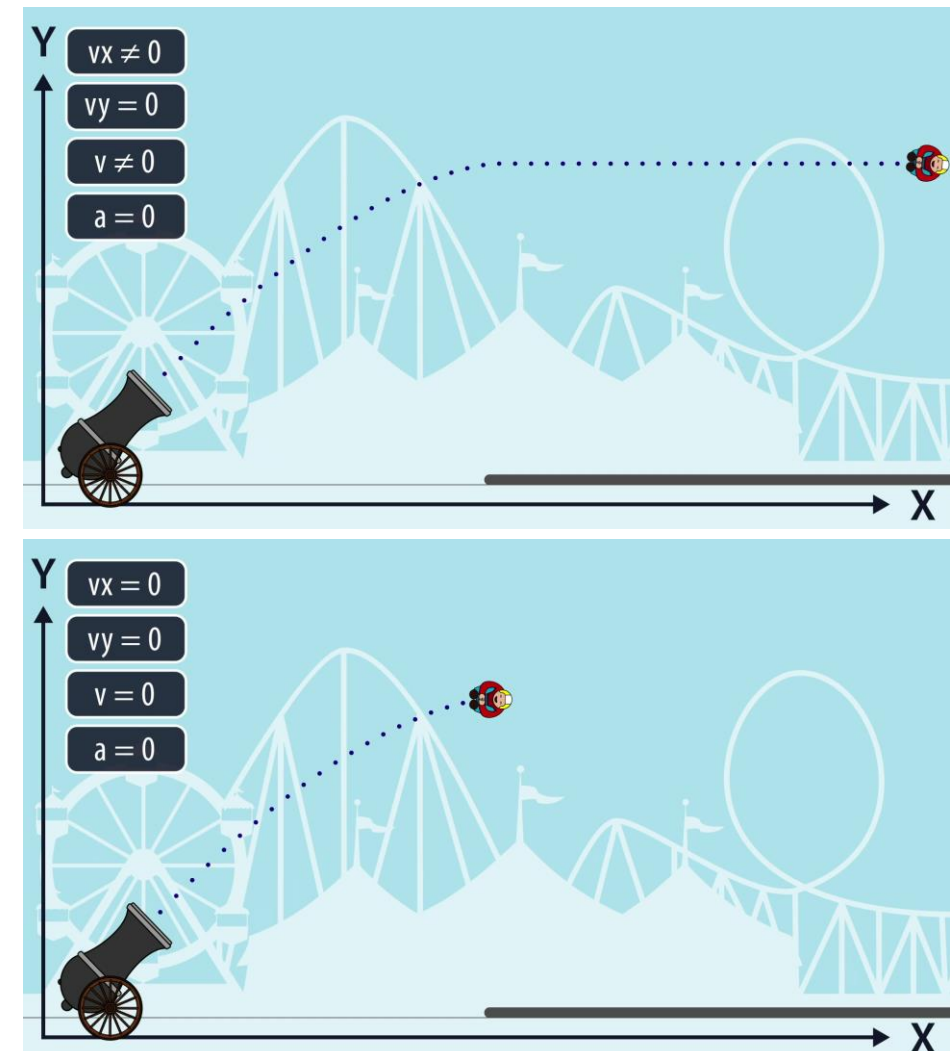 Y
vx ≠ 0
vy = 0
v ≠ 0
a = 0
X
Y
vx = 0
vy = 0
v = 0
a = 0
X